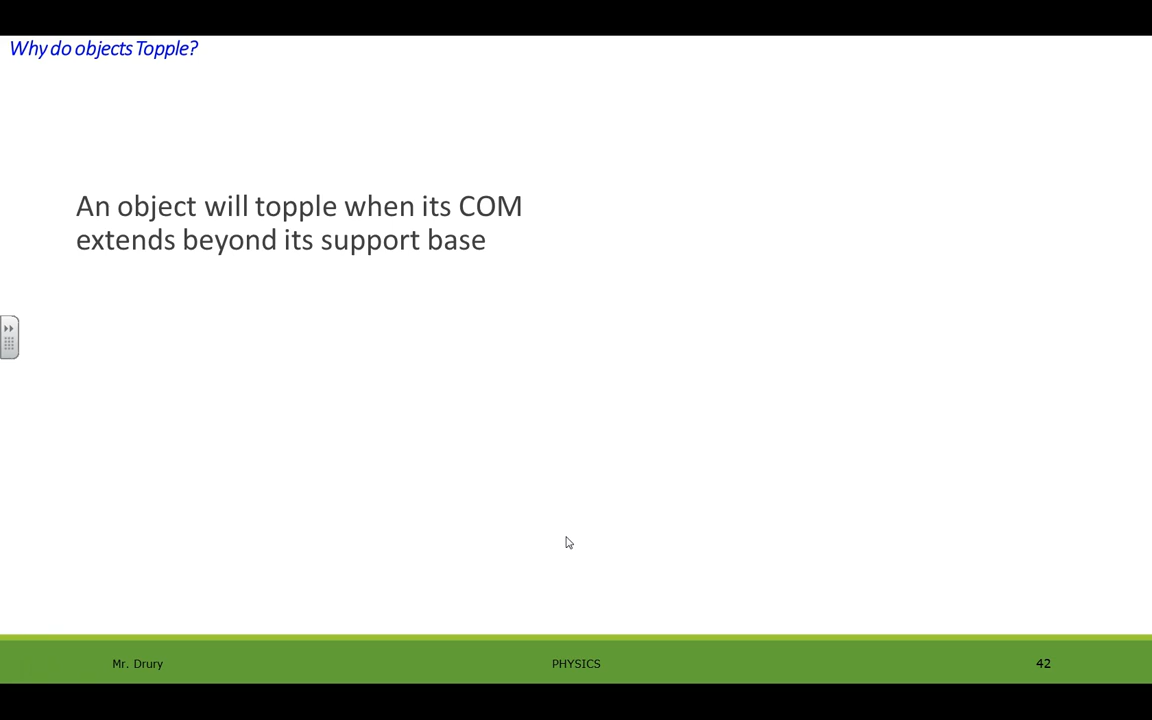 Why do objects Topple?
An object will topple when its COM
extends beyond its support base
Mr. Drury
PHYSICS
42